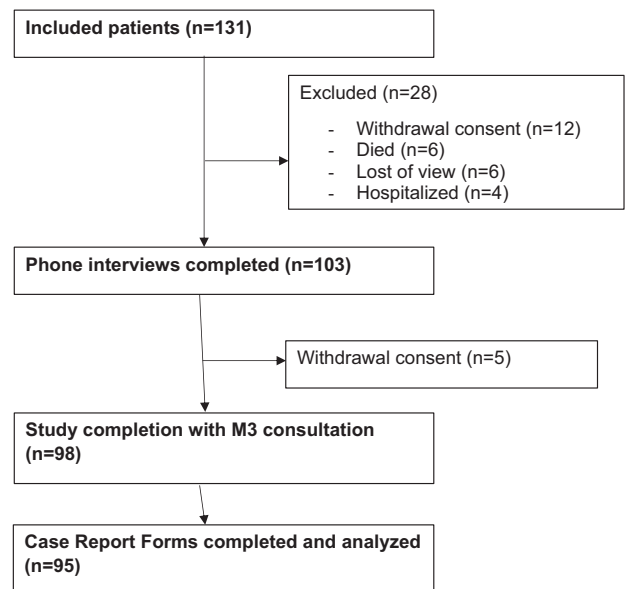 Included patients (n=131)
Excluded (n=28)
- Withdrawal consent (n=12)
- Died (n=6)
- Lost of view (n=6)
- Hospitalized (n=4)
Phone interviews completed (n=103)
Withdrawal consent (n=5)
Study completion with M3 consultation
(n=98)
Case Report Forms completed and analyzed
(n=95)